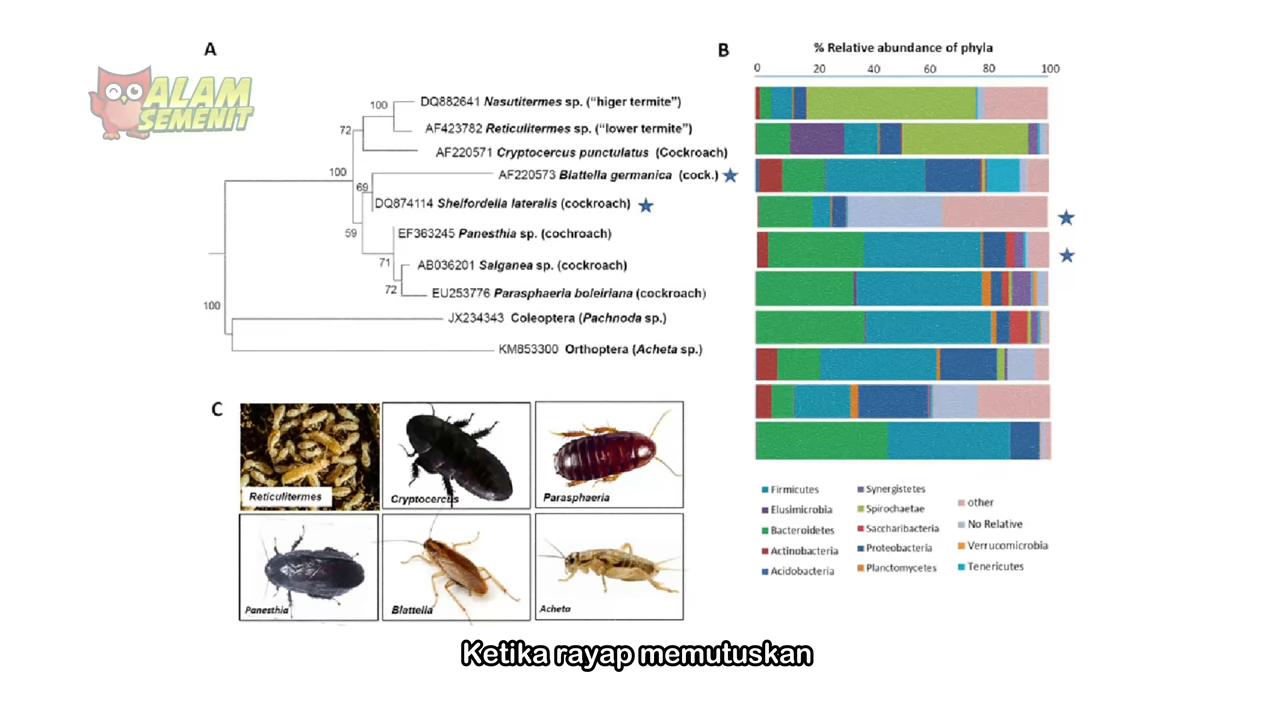 A
ALAM
SEMENIT
DQ882641 Nasutitermes sp. (“higer termite”)
AF423782 Reticulitermes sp. (“lower termite”)
AF220571 Cryptocercus punctulatus (Cockroach)
AF220573 Blattella germanica (cock.)
DQ874114 Shelfordella lateralis (cockroach)
EF363245 Panesthia sp. (cochroach)
AB036201 Salganea sp. (cockroach)
EU253776 Parasphaeria boleiriana (cockroach)
JX234343 Coleoptera (Pachnoda sp.)
KM853300 Orthoptera (Acheta sp.)
100
72
100
69
59
71
72
100
B
% Relative abundance of phyla
0 20 40 60 80 100
Firmicutes
Elusimicrobia
Bacteroidetes
Actinobacteria
Acidobacteria
Synergistetes
Spirochaetae
Saccharibacteria
Proteobacteria
Planctomycetes
other
No Relative
Verrucomicrobia
Tenericutes
C
Reticulitermes
Cryptocercus
Parasphaeria
Panesthia
Blattella
Acheta
Ketika rayap memutuskan